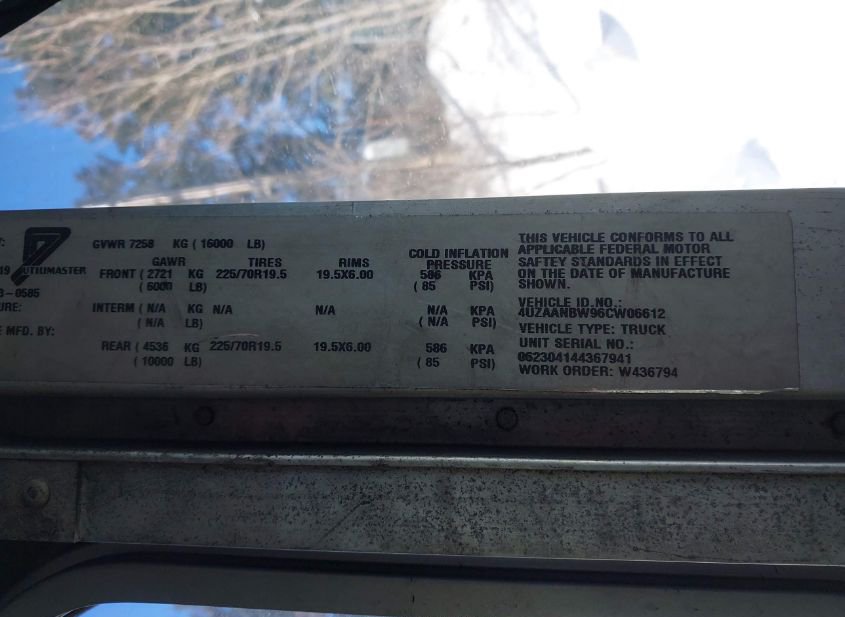 GVWR 7258 KG ( 16000 LB)
UTILIMASTER
GAWR TIRES RIMS COLD INFLATION PRESSURE
FRONT ( 2721 KG 225/70R19.5 19.5X6.00 586 KPA
( 6000 LB) ( 85 PSI)
INTERM ( N/A KG N/A N/A N/A KPA
( N/A LB) ( N/A PSI)
REAR ( 4536 KG 225/70R19.5 19.5X6.00 586 KPA
( 10000 LB) ( 85 PSI)
-0585
E MFD. BY:
THIS VEHICLE CONFORMS TO ALL
APPLICABLE FEDERAL MOTOR
SAFTEY STANDARDS IN EFFECT
ON THE DATE OF MANUFACTURE
SHOWN.
VEHICLE ID.NO.:
4UZAANBW96CW06612
VEHICLE TYPE: TRUCK
UNIT SERIAL NO.:
062304144367941
WORK ORDER: W436794